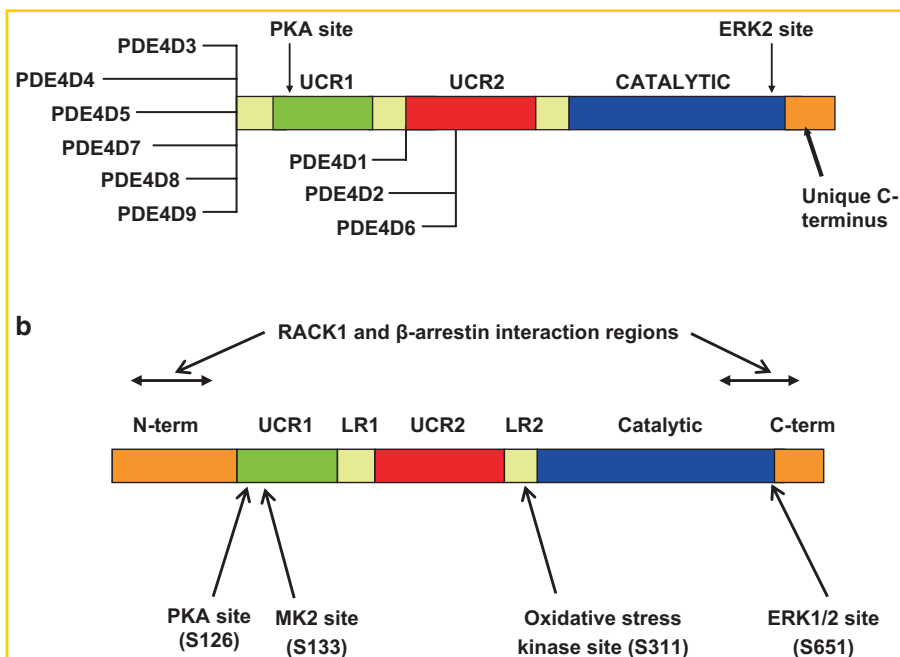 PDE4D3
PKA site
ERK2 site
PDE4D4
UCR1
UCR2
CATALYTIC
PDE4D5
PDE4D7
PDE4D1
PDE4D8
PDE4D2
PDE4D9
PDE4D6
Unique C-
terminus
b
RACK1 and β-arrestin interaction regions
N-term
UCR1
LR1
UCR2
LR2
Catalytic
C-term
PKA site
(S126)
MK2 site
(S133)
Oxidative stress
kinase site (S311)
ERK1/2 site
(S651)